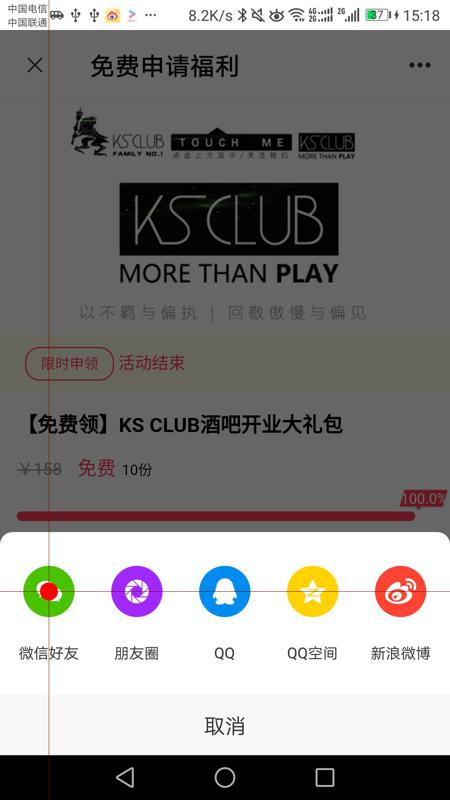 中国电信
中国联通
8.2K/s
4G
2G
2G
37
15:18
免费申请福利
KS CLUB
FAMILY NO.1
TOUCH ME
点击上方蓝字/关注我们
KS CLUB
MORE THAN PLAY
KS CLUB
MORE THAN PLAY
以不羁与偏执 | 回敬傲慢与偏见
限时申领 活动结束
【免费领】KS CLUB酒吧开业大礼包
￥158 免费 10份
100.0%
微信好友 朋友圈 QQ QQ空间 新浪微博
取消